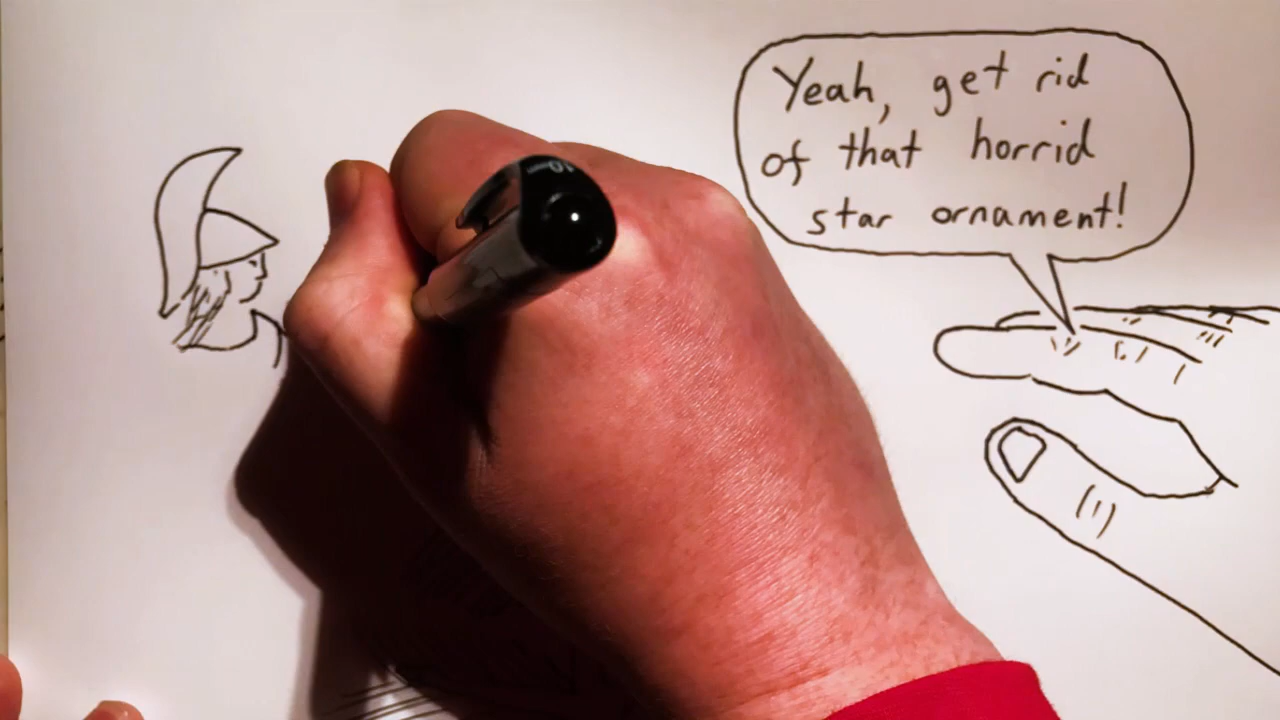 Yeah, get rid
of that horrid
star ornament!